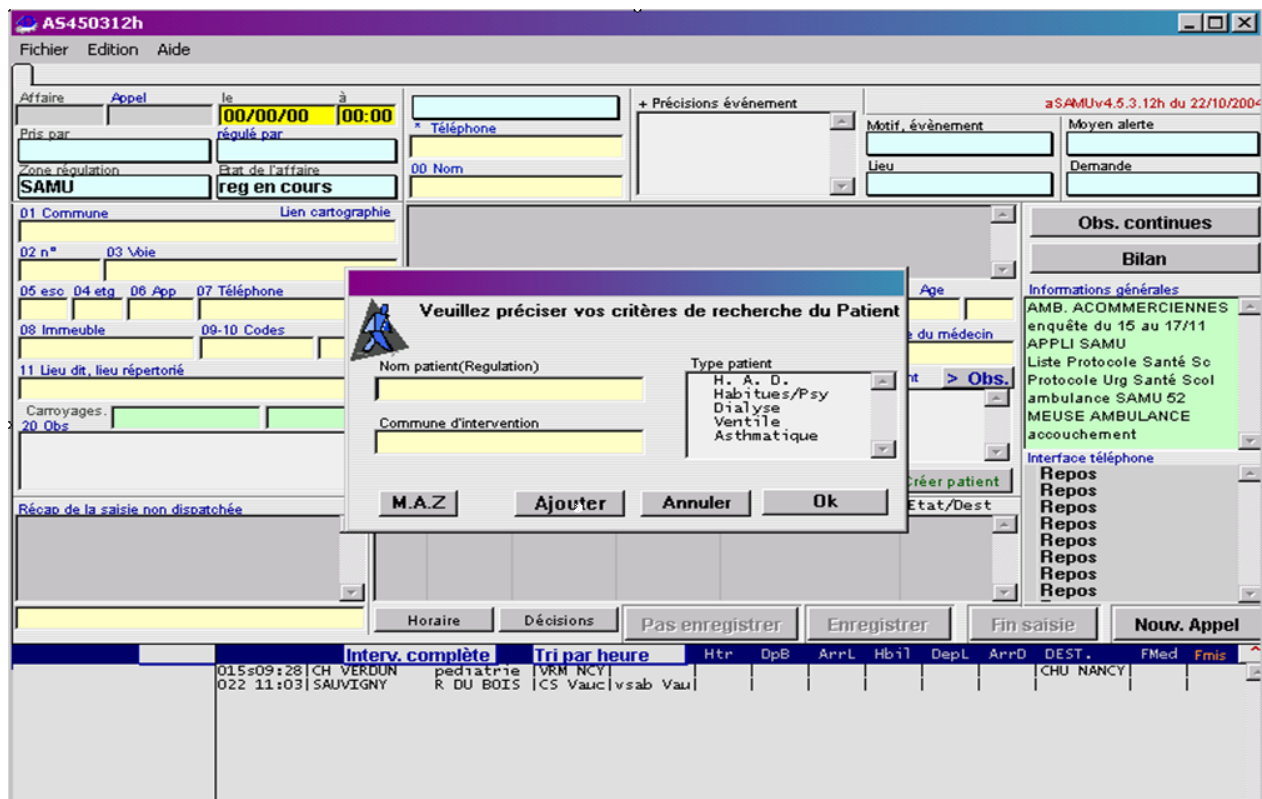 AS450312h
Fichier Edition Aide
Affaire Appel le à
00/00/00 00:00
Pris par régulé par
Zone régulation Etat de l'affaire
SAMU reg en cours
* Téléphone
00 Nom
+ Précisions événement
aSAMUv4.5.3.12h du 22/10/2004
Motif, évènement Moyen alerte
Lieu Demande
01 Commune Lien cartographie
02 n° 03 Voie
05 esc 04 etg 06 App 07 Téléphone
08 Immeuble 09-10 Codes
11 Lieu dit, lieu répertorié
Carroyages.
20 Obs
Récap de la saisie non dispatchée
Veuillez préciser vos critères de recherche du Patient
Nom patient(Regulation)
Commune d'intervention
Type patient
H. A. D.
Habitues/Psy
Dialyse
Ventile
Asthmatique
M.A.Z Ajouter Annuler Ok
Age
du médecin
> Obs.
Créer patient
Etat/Dest
Obs. continues
Bilan
Informations générales
AMB. ACOMMERCIENNES
enquête du 15 au 17/11
APPLI SAMU
Liste Protocole Santé Sc
Protocole Urg Santé Scol
ambulance SAMU 52
MEUSE AMBULANCE
accouchement
Interface téléphone
Repos
Repos
Repos
Repos
Repos
Repos
Repos
Repos
Horaire Décisions Pas enregistrer Enregistrer Fin saisie Nouv. Appel
Interv. complète Tri par heure Htr DpB ArrL Hbil DepL ArrD DEST. FMed Fmis
015s09:28|CH VERDUN pediatrie |VRM NCY| | | | | | | |CHU NANCY| |
022 11:03|SAUVIGNY R DU BOIS |CS Vauc|vsab Vau| | | | | | | | |